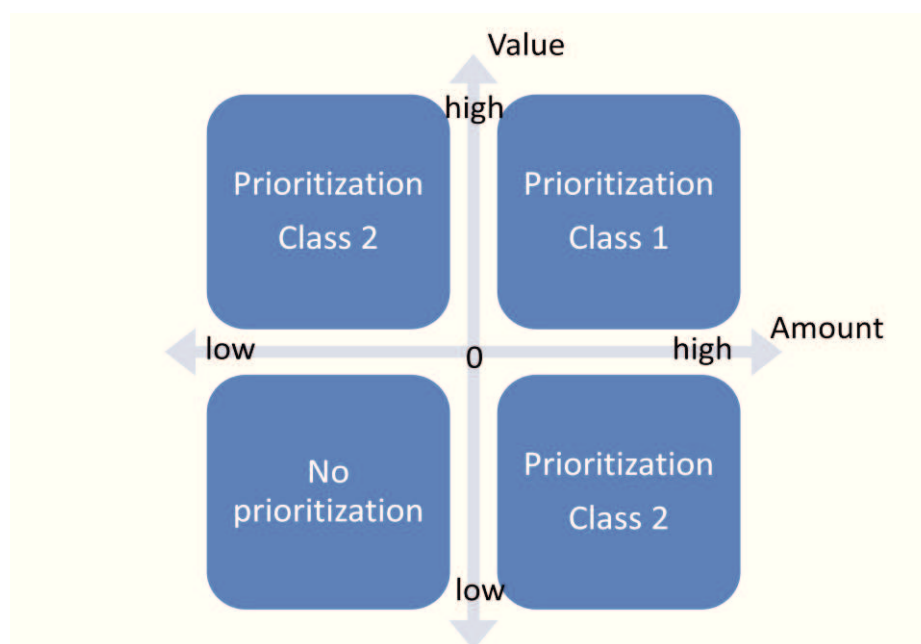 Value
high
Prioritization
Class 2
Prioritization
Class 1
Amount
low
0
high
No
prioritization
Prioritization
Class 2
low